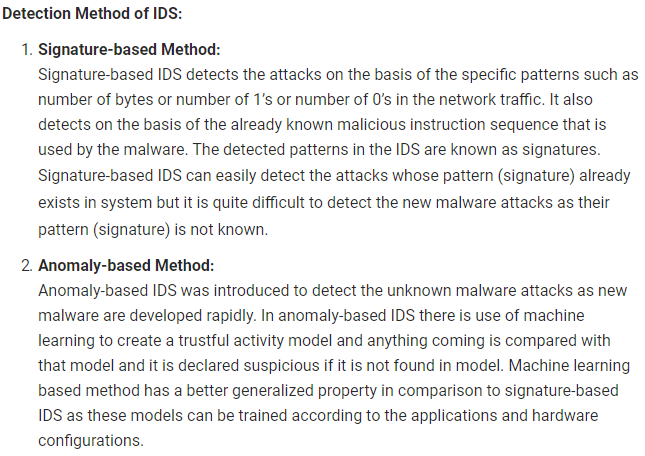 Detection Method of IDS:
1. Signature-based Method:
Signature-based IDS detects the attacks on the basis of the specific patterns such as
number of bytes or number of 1’s or number of 0’s in the network traffic. It also
detects on the basis of the already known malicious instruction sequence that is
used by the malware. The detected patterns in the IDS are known as signatures.
Signature-based IDS can easily detect the attacks whose pattern (signature) already
exists in system but it is quite difficult to detect the new malware attacks as their
pattern (signature) is not known.
2. Anomaly-based Method:
Anomaly-based IDS was introduced to detect the unknown malware attacks as new
malware are developed rapidly. In anomaly-based IDS there is use of machine
learning to create a trustful activity model and anything coming is compared with
that model and it is declared suspicious if it is not found in model. Machine learning
based method has a better generalized property in comparison to signature-based
IDS as these models can be trained according to the applications and hardware
configurations.